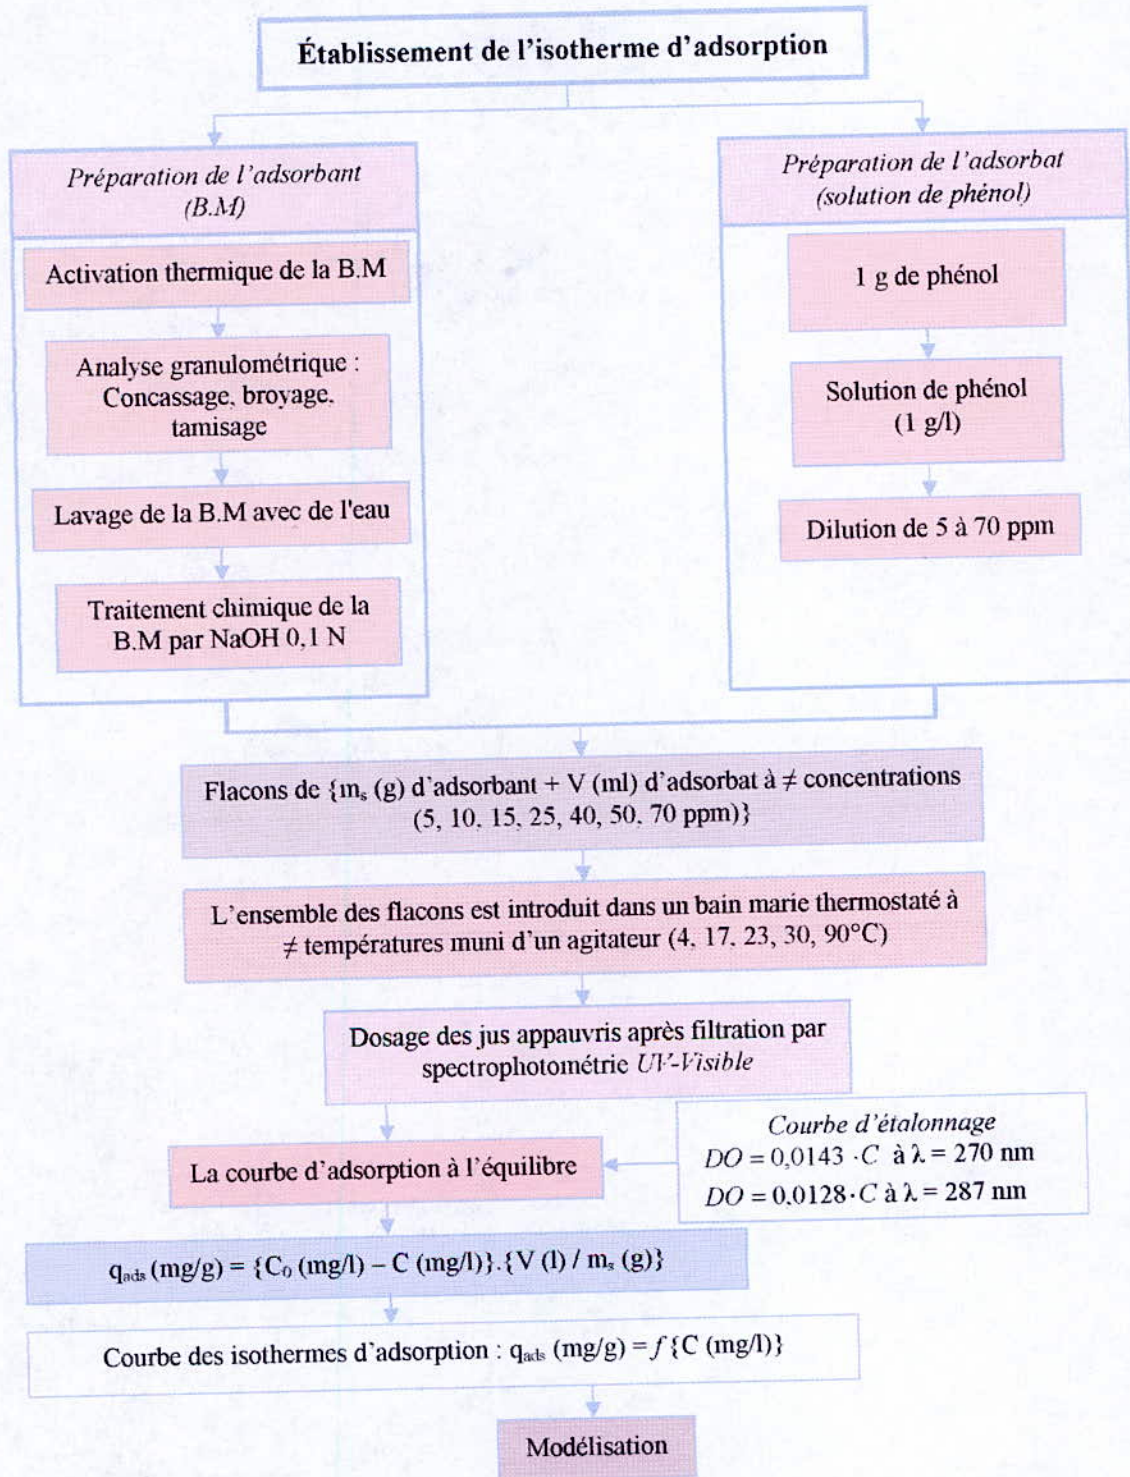 Établissement de l'isotherme d'adsorption
Préparation de l'adsorbant
(B.M)
Activation thermique de la B.M
Analyse granulométrique :
Concassage, broyage,
tamisage
Lavage de la B.M avec de l'eau
Traitement chimique de la
B.M par NaOH 0,1 N
Préparation de l'adsorbat
(solution de phénol)
1 g de phénol
Solution de phénol
(1 g/l)
Dilution de 5 à 70 ppm
Flacons de {mₛ (g) d'adsorbant + V (ml) d'adsorbat à ≠ concentrations
(5, 10, 15, 25, 40, 50, 70 ppm)}
L'ensemble des flacons est introduit dans un bain marie thermostaté à
≠ températures muni d'un agitateur (4, 17, 23, 30, 90°C)
Dosage des jus appauvris après filtration par
spectrophotométrie UV-Visible
Courbe d'étalonnage
DO = 0,0143 · C à λ = 270 nm
DO = 0,0128 · C à λ = 287 nm
La courbe d'adsorption à l'équilibre
qads (mg/g) = {C₀ (mg/l) – C (mg/l)}.{V (l) / mₛ (g)}
Courbe des isothermes d'adsorption : qads (mg/g) = f {C (mg/l)}
Modélisation